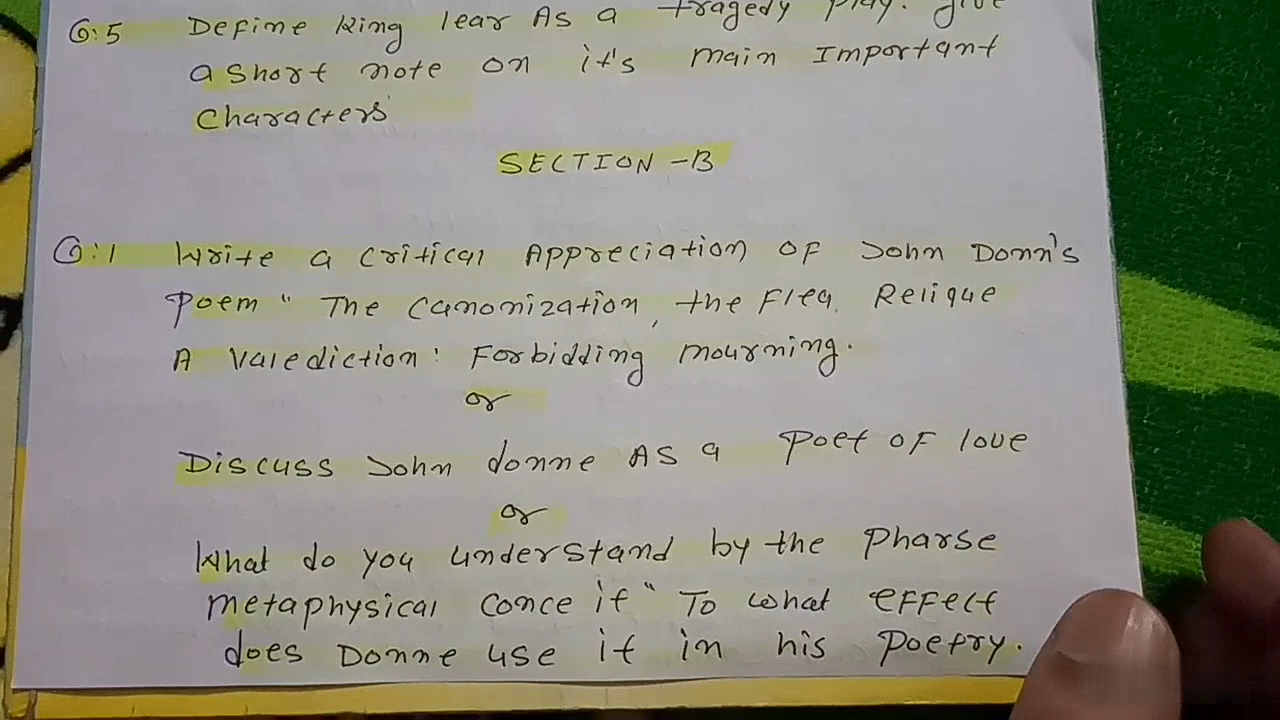 Q:5 Define King lear As a tragedy Play. give
a short note on it's main Important
Characters
SECTION-B
Q:1 Write a Critical Appreciation OF John Donn's
Poem " The Canonization, the Flea, Relique
A Valediction: Forbidding mourning.
or
Discuss John donne As a Poet OF love
or
What do you understand by the Pharse
metaphysical conceit" To what effect
does Donne use it in his Poetry.